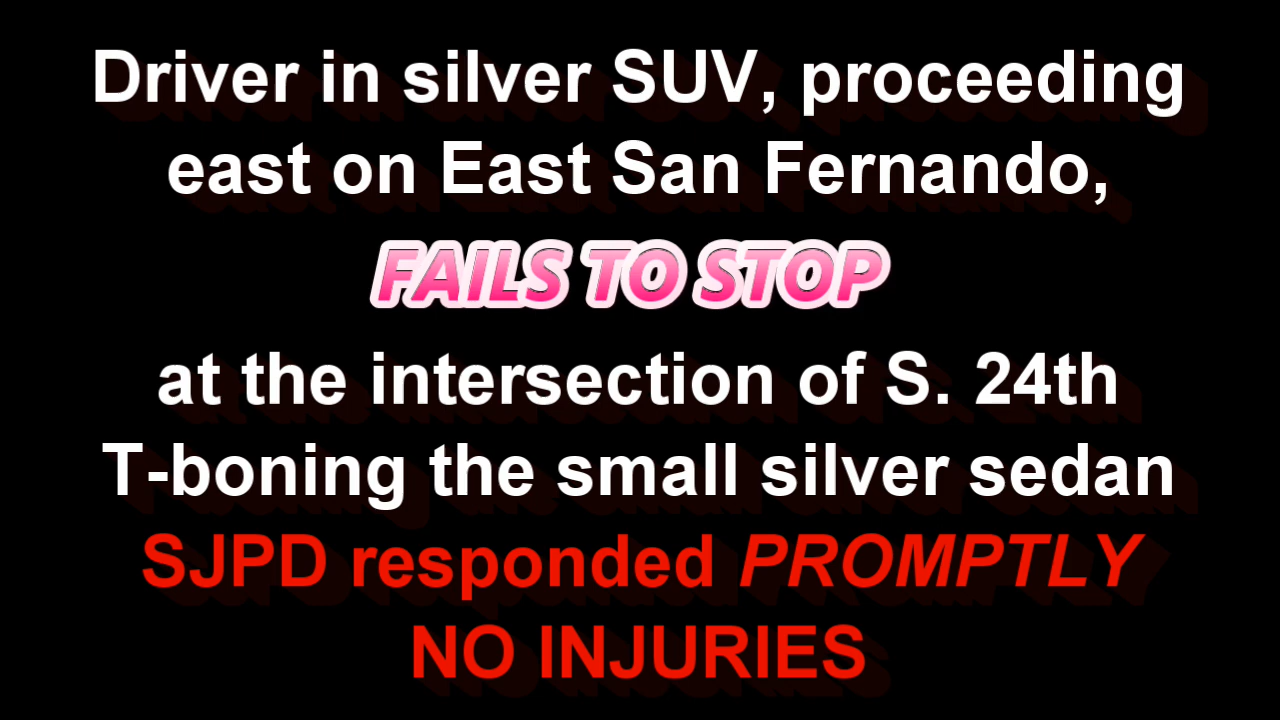 Driver in silver SUV, proceeding
east on East San Fernando,
FAILS TO STOP
at the intersection of S. 24th
T-boning the small silver sedan
SJPD responded PROMPTLY
NO INJURIES